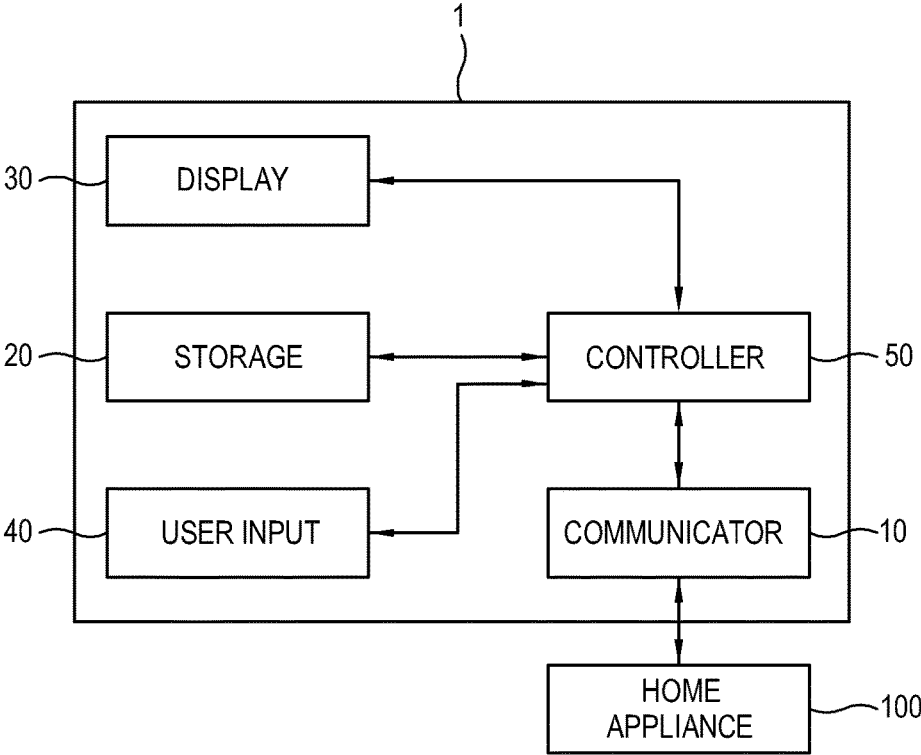 1
30
DISPLAY
20
STORAGE
CONTROLLER
50
40
USER INPUT
COMMUNICATOR
10
HOME
APPLIANCE
100